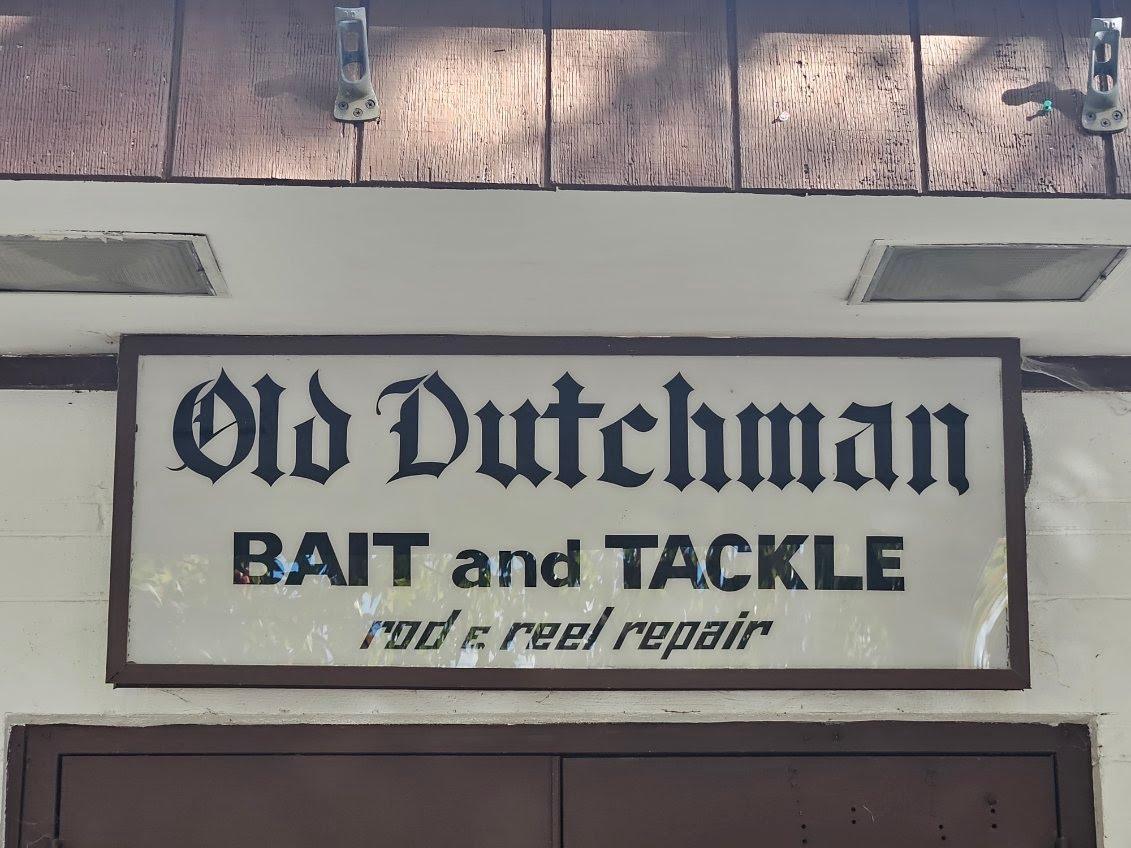 Old Dutchman
BAIT and TACKLE
rod & reel repair